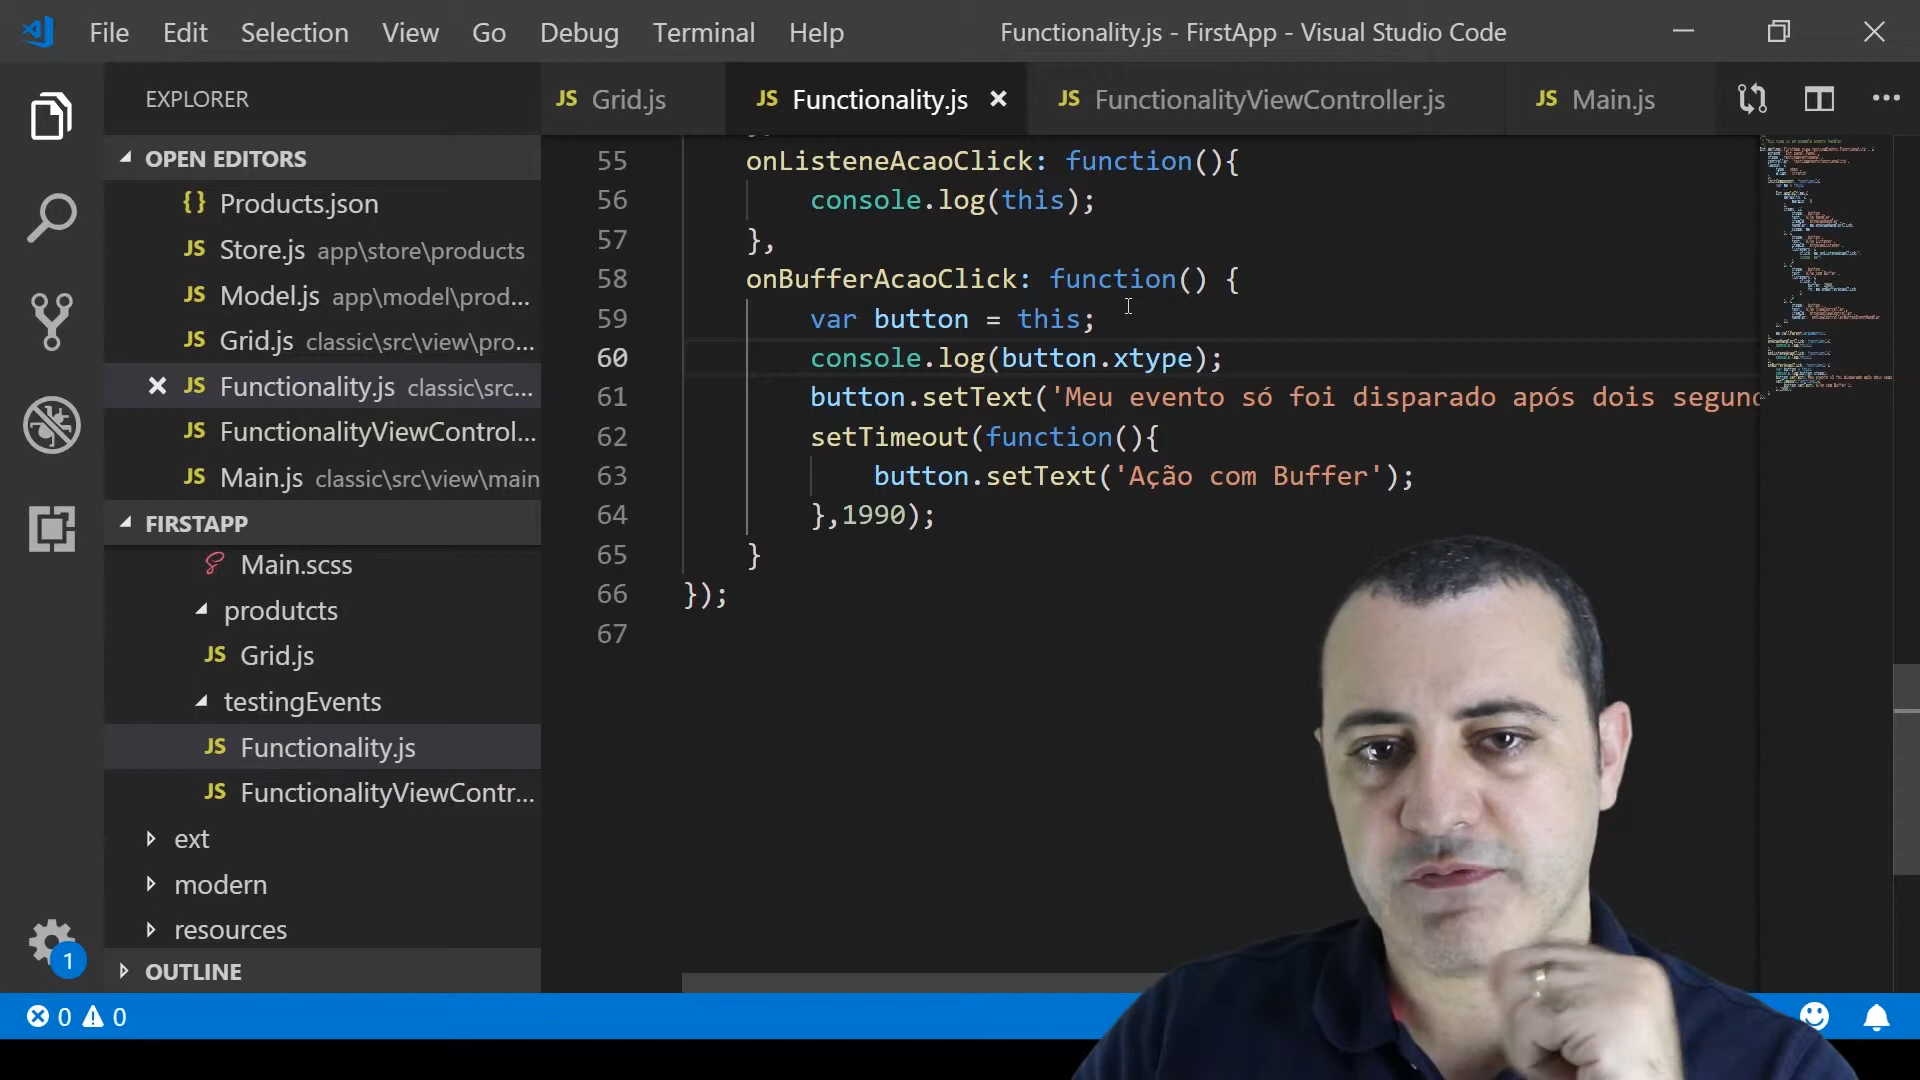 File Edit Selection View Go Debug Terminal Help Functionality.js - FirstApp - Visual Studio Code
EXPLORER
JS Grid.js JS Functionality.js JS FunctionalityViewController.js JS Main.js
OPEN EDITORS
{} Products.json
JS Store.js app\store\products
JS Model.js app\model\prod...
JS Grid.js classic\src\view\pro...
JS Functionality.js classic\src...
JS FunctionalityViewControl...
JS Main.js classic\src\view\main
FIRSTAPP
Main.scss
produtcts
JS Grid.js
testingEvents
JS Functionality.js
JS FunctionalityViewContr...
ext
modern
resources
OUTLINE
1
0 0
55 onListeneAcaoClick: function(){
56 console.log(this);
57 },
58 onBufferAcaoClick: function() {
59 var button = this;
60 console.log(button.xtype);
61 button.setText('Meu evento só foi disparado após dois segund
62 setTimeout(function(){
63 button.setText('Ação com Buffer');
64 },1990);
65 }
66 });
67